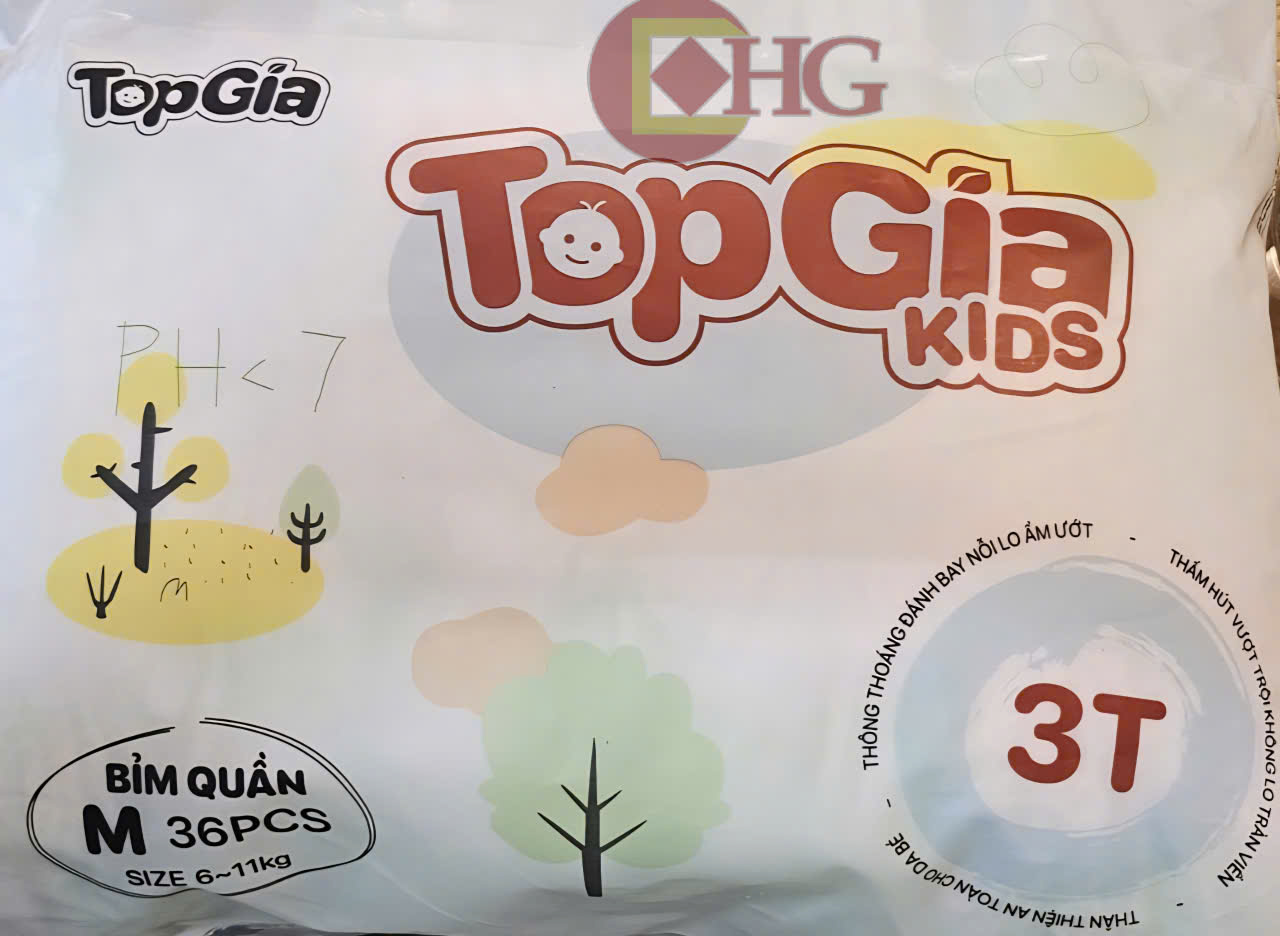 HG
TopGía
TopGía
KIDS
PH < 7
M
BỈM QUẦN
M 36PCS
SIZE 6~11kg
3T
THÔNG THOÁNG ĐÁNH BAY NỖI LO ẨM ƯỚT -
THẤM HÚT VƯỢT TRỘI KHÔNG LO TRÀN VIỀN -
THÂN THIỆN AN TOÀN CHO DA BÉ -